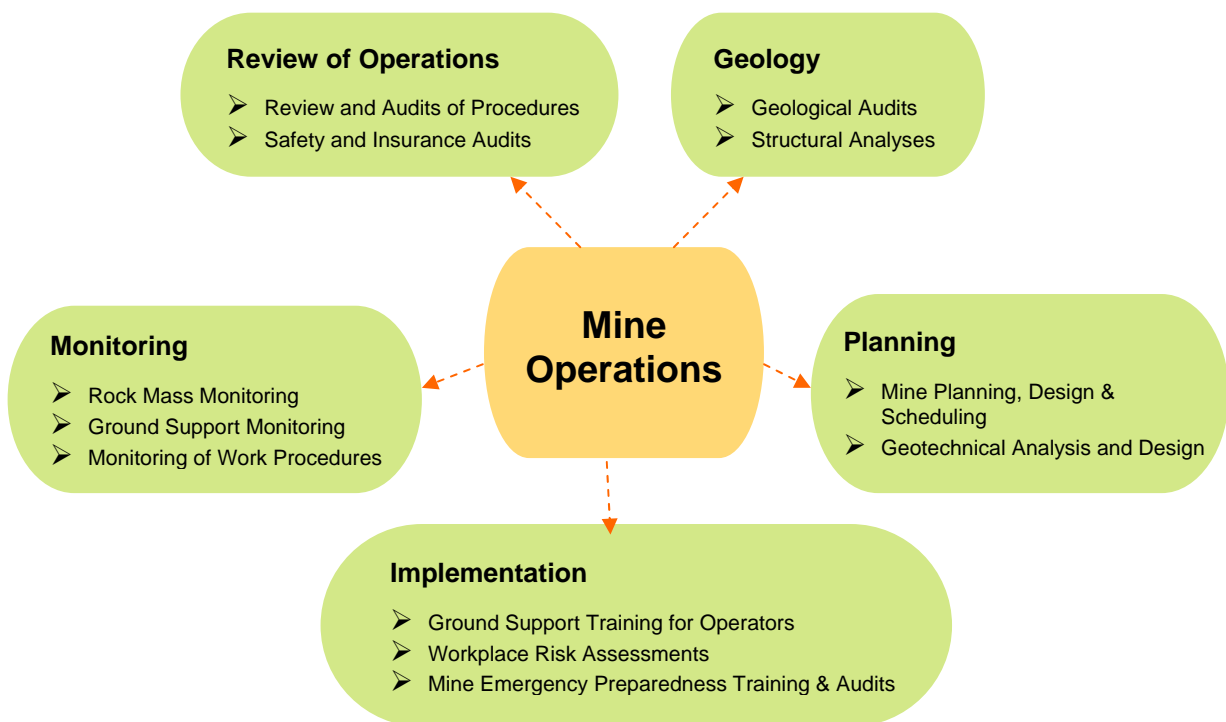 Review of Operations
➢ Review and Audits of Procedures
➢ Safety and Insurance Audits
Geology
➢ Geological Audits
➢ Structural Analyses
Mine
Operations
Monitoring
➢ Rock Mass Monitoring
➢ Ground Support Monitoring
➢ Monitoring of Work Procedures
Planning
➢ Mine Planning, Design &
Scheduling
➢ Geotechnical Analysis and Design
Implementation
➢ Ground Support Training for Operators
➢ Workplace Risk Assessments
➢ Mine Emergency Preparedness Training & Audits